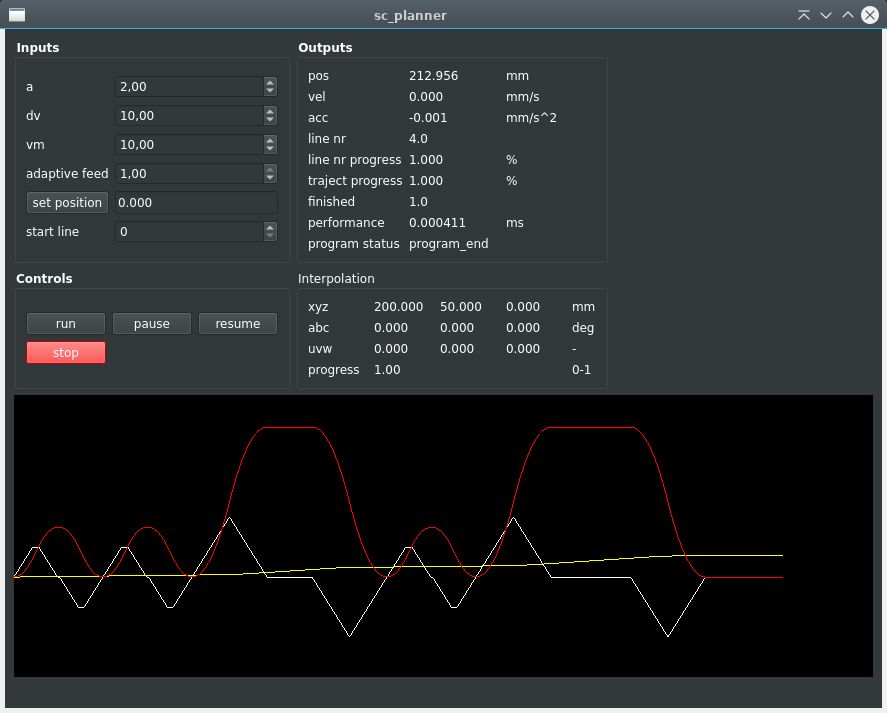 sc_planner
Inputs
a 2,00
dv 10,00
vm 10,00
adaptive feed 1,00
set position 0.000
start line 0
Outputs
pos 212.956 mm
vel 0.000 mm/s
acc -0.001 mm/s^2
line nr 4.0
line nr progress 1.000 %
traject progress 1.000 %
finished 1.0
performance 0.000411 ms
program status program_end
Controls
run pause resume
stop
Interpolation
xyz 200.000 50.000 0.000 mm
abc 0.000 0.000 0.000 deg
uvw 0.000 0.000 0.000 -
progress 1.00 0-1